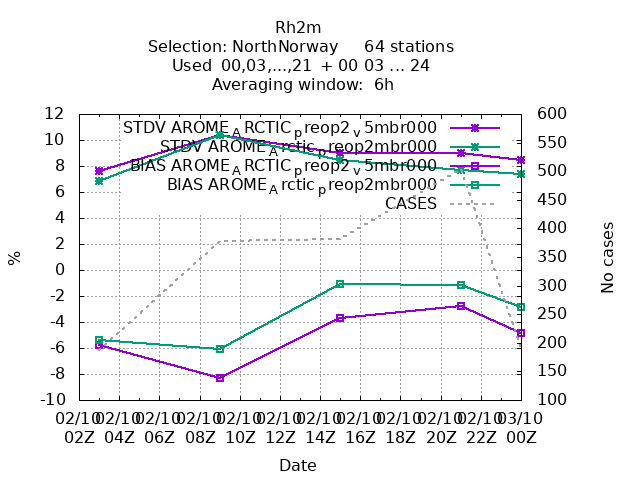 Rh2m
Selection: NorthNorway 64 stations
Used 00,03,...,21 + 00 03 ... 24
Averaging window: 6h
12
10
8
6
4
2
0
-2
-4
-6
-8
-10
%
STDV AROME_ARCTIC_preop2_v5mbr000
STDV AROME_Arctic_preop2mbr000
BIAS AROME_ARCTIC_preop2_v5mbr000
BIAS AROME_Arctic_preop2mbr000
CASES
600
550
500
450
400
350
300
250
200
150
100
No cases
02/10 02/10 02/10 02/10 02/10 02/10 02/10 02/10 02/10 02/10 02/10 03/10
02Z 04Z 06Z 08Z 10Z 12Z 14Z 16Z 18Z 20Z 22Z 00Z
Date